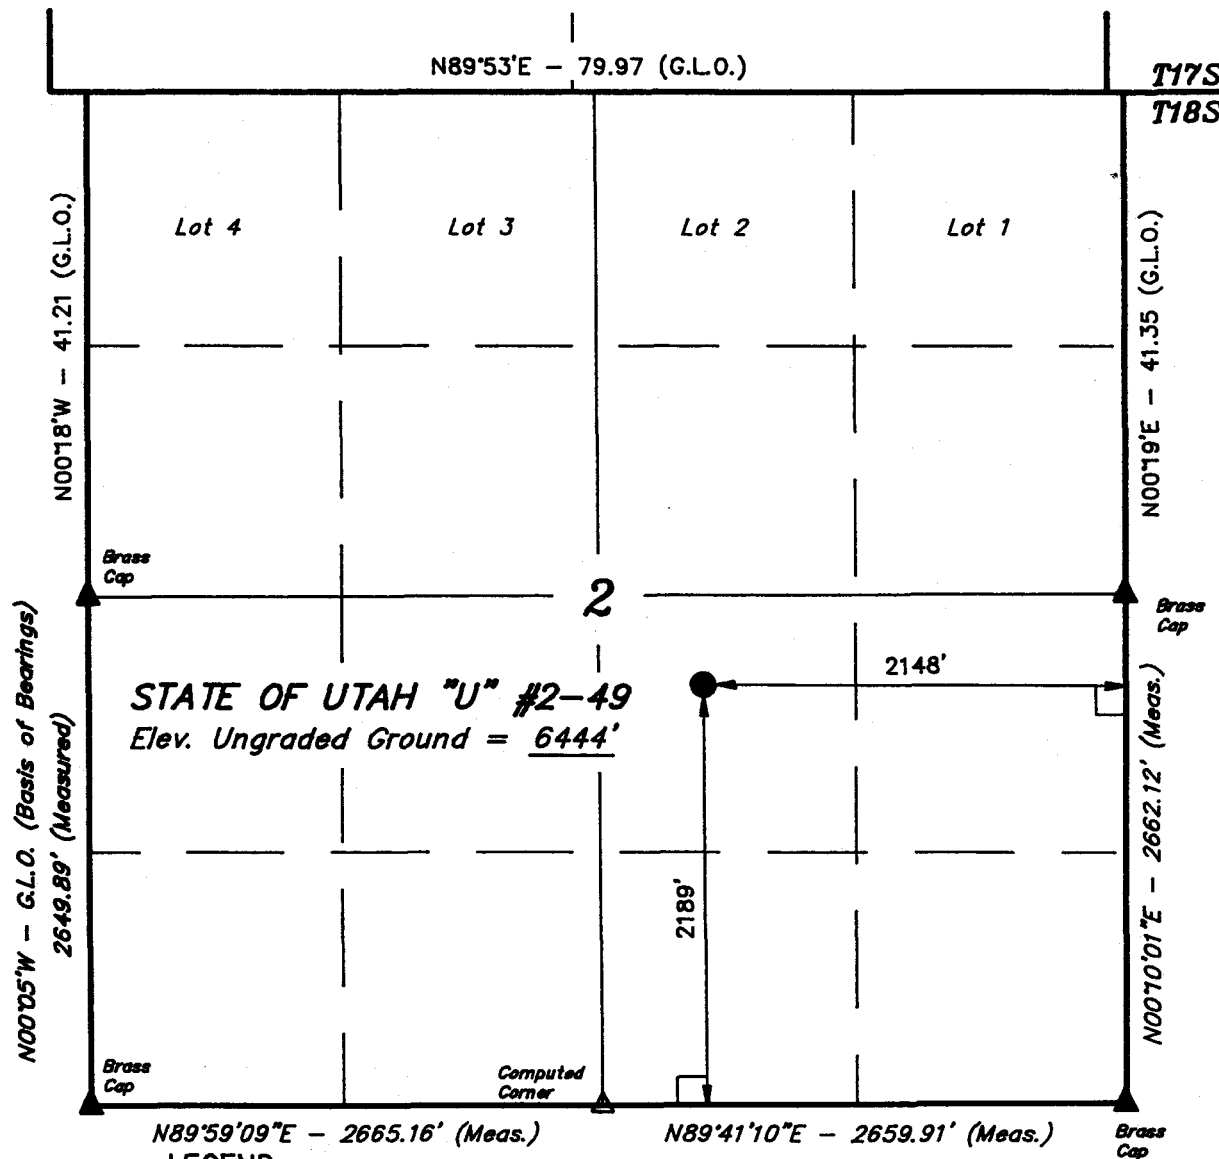 N89°53'E - 79.97 (G.L.O.)
T17S
T18S
Lot 4
Lot 3
Lot 2
Lot 1
N00°18'W - 41.21 (G.L.O.)
N00°19'E - 41.35 (G.L.O.)
Brass
Cap
2
Brass
Cap
STATE OF UTAH "U" #2-49
Elev. Ungraded Ground = 6444'
2148'
2189'
N00°05'W - G.L.O. (Basis of Bearings)
2649.89' (Measured)
N00°10'01"E - 2662.12' (Meas.)
Brass
Cap
Computed
Corner
N89°59'09"E - 2665.16' (Meas.)
N89°41'10"E - 2659.91' (Meas.)
Brass
Cap